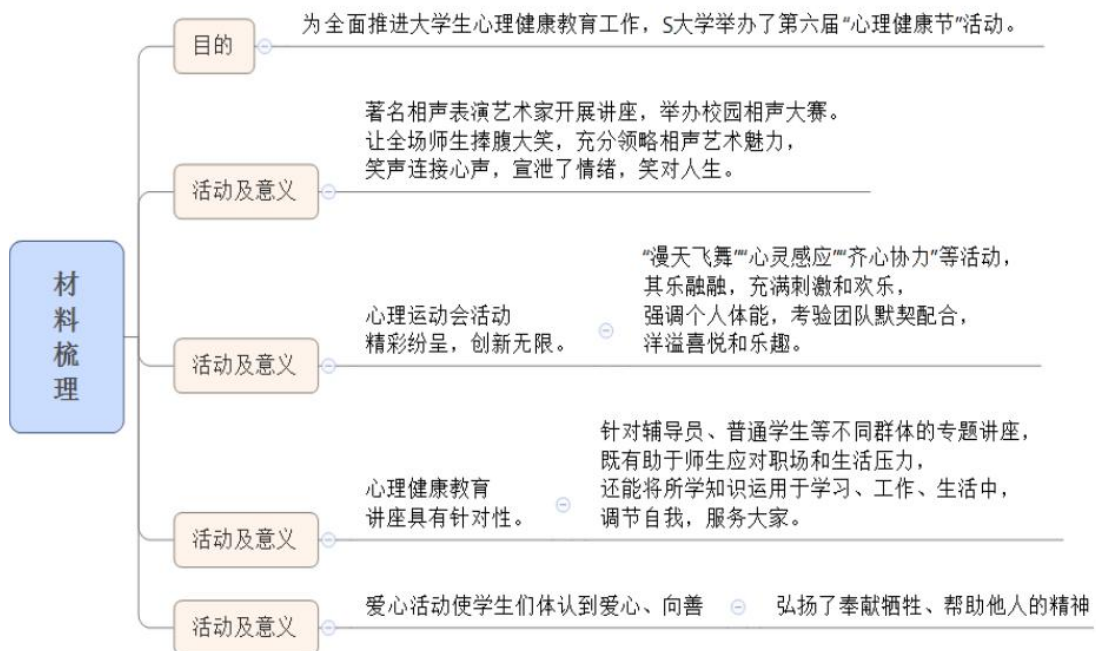 材料梳理
目的
为全面推进大学生心理健康教育工作，S大学举办了第六届“心理健康节”活动。
活动及意义
著名相声表演艺术家开展讲座，举办校园相声大赛。
让全场师生捧腹大笑，充分领略相声艺术魅力，
笑声连接心声，宣泄了情绪，笑对人生。
活动及意义
心理运动会活动
精彩纷呈，创新无限。
“漫天飞舞”“心灵感应”“齐心协力”等活动，
其乐融融，充满刺激和欢乐，
强调个人体能，考验团队默契配合，
洋溢喜悦和乐趣。
活动及意义
心理健康教育
讲座具有针对性。
针对辅导员、普通学生等不同群体的专题讲座，
既有助于师生应对职场和生活压力，
还能将所学知识运用于学习、工作、生活中，
调节自我，服务大家。
活动及意义
爱心活动使学生们体认到爱心、向善
弘扬了奉献牺牲、帮助他人的精神